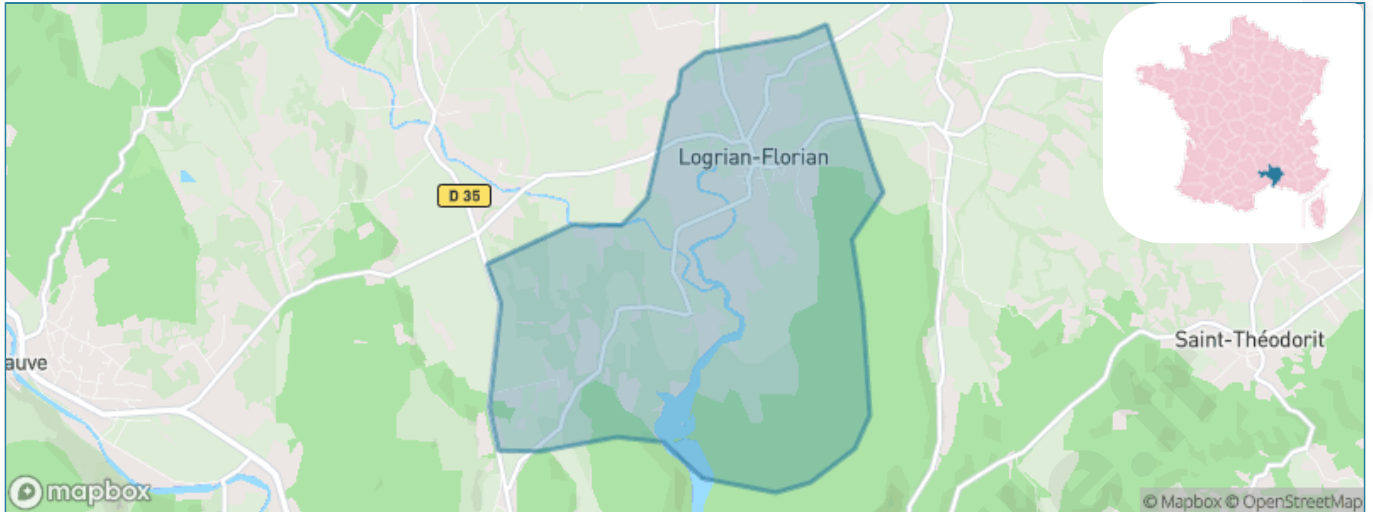 Logrian-Florian
D 35
Saint-Théodorit
auve
mapbox
© Mapbox © OpenStreetMap